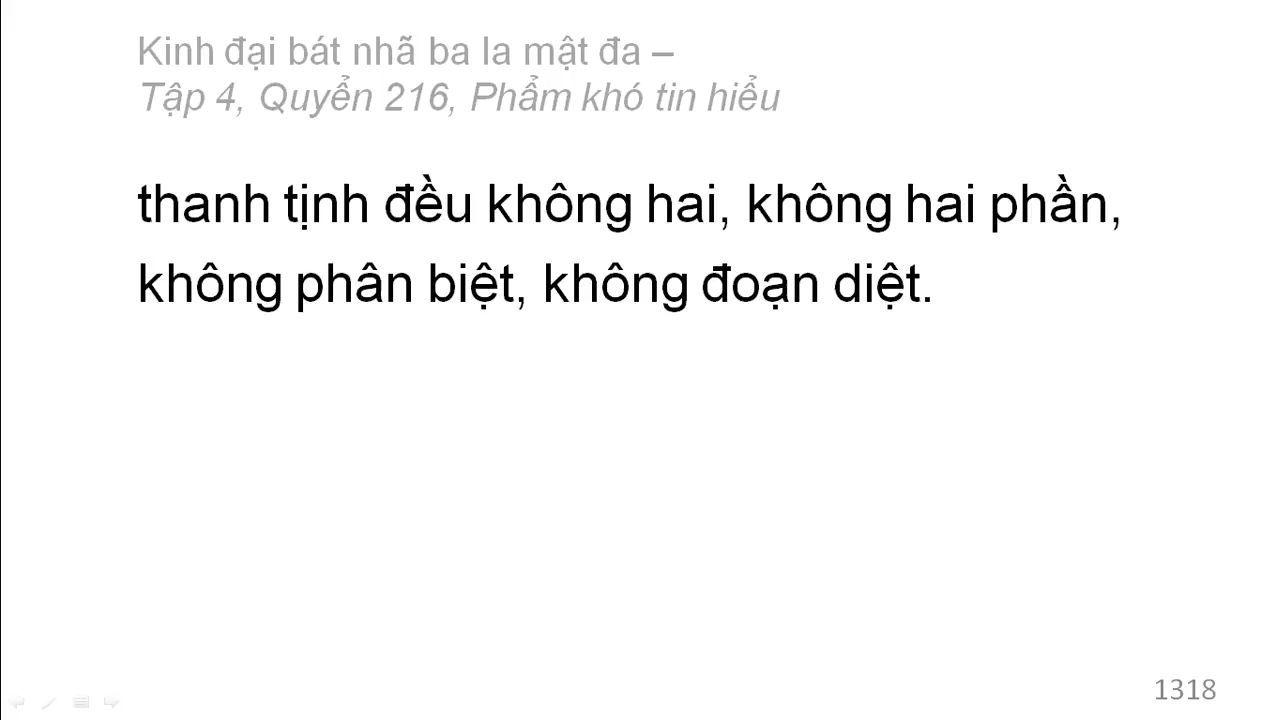 Kinh đại bát nhã ba la mật đa –
Tập 4, Quyển 216, Phẩm khó tin hiểu
thanh tịnh đều không hai, không hai phần,
không phân biệt, không đoạn diệt.
1318